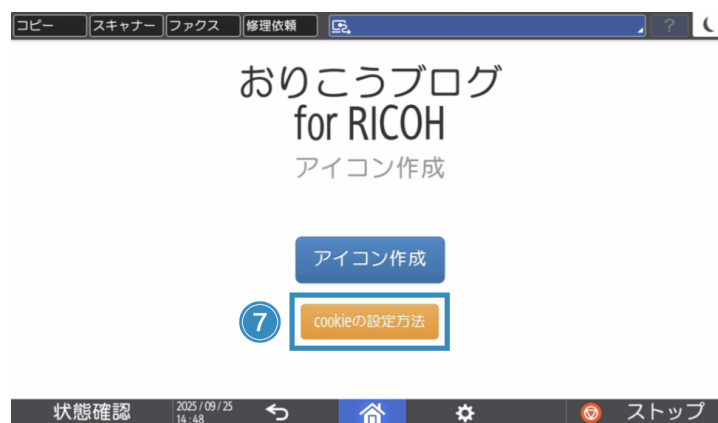 コピー
スキャナー
ファクス
修理依頼
?
おりこうブログ
for RICOH
アイコン作成
アイコン作成
7
cookieの設定方法
状態確認
2025/09/25
14:48
ストップ